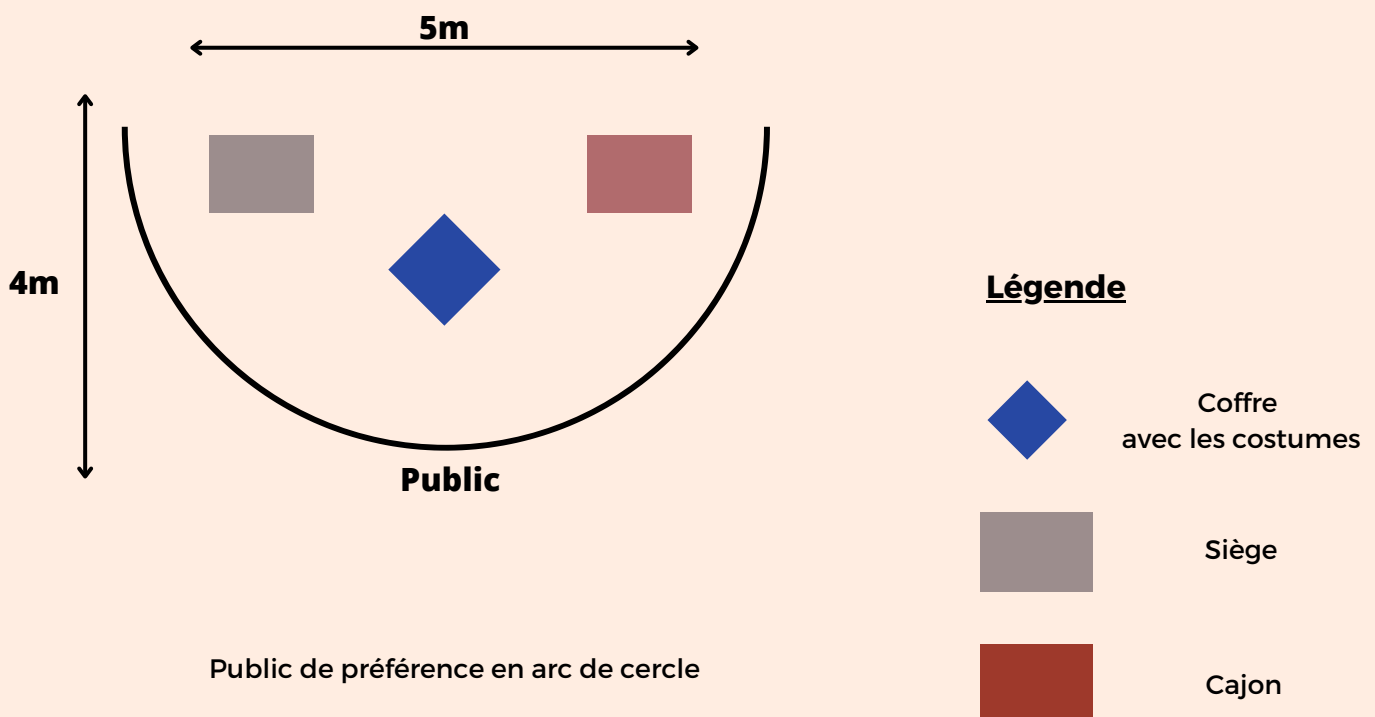 5m
4m
Public
Public de préférence en arc de cercle
Légende
Coffre
avec les costumes
Siège
Cajon